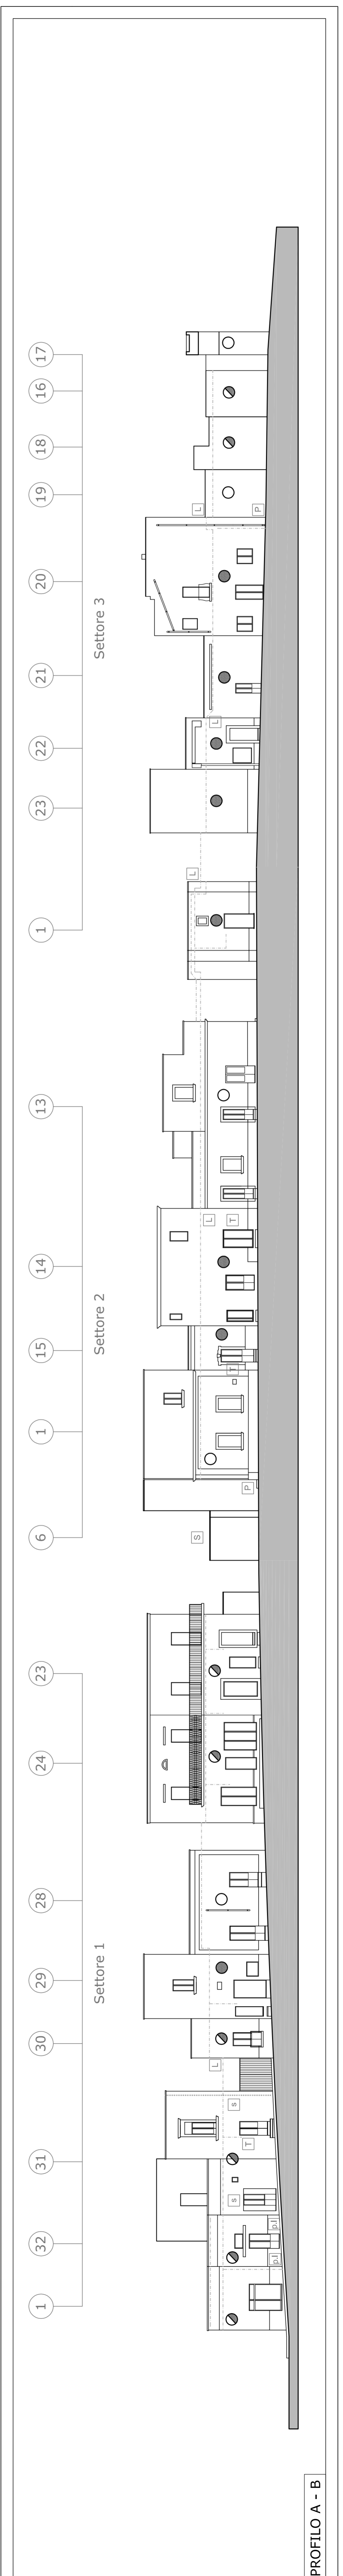 1 32 31 30 29 28 24 23 6 1 15 14 13 1 23 22 21 20 19 18 16 17
Settore 1 Settore 2 Settore 3
S L L
L L L
s s T T
T P P
p.l p.l
PROFILO A - B